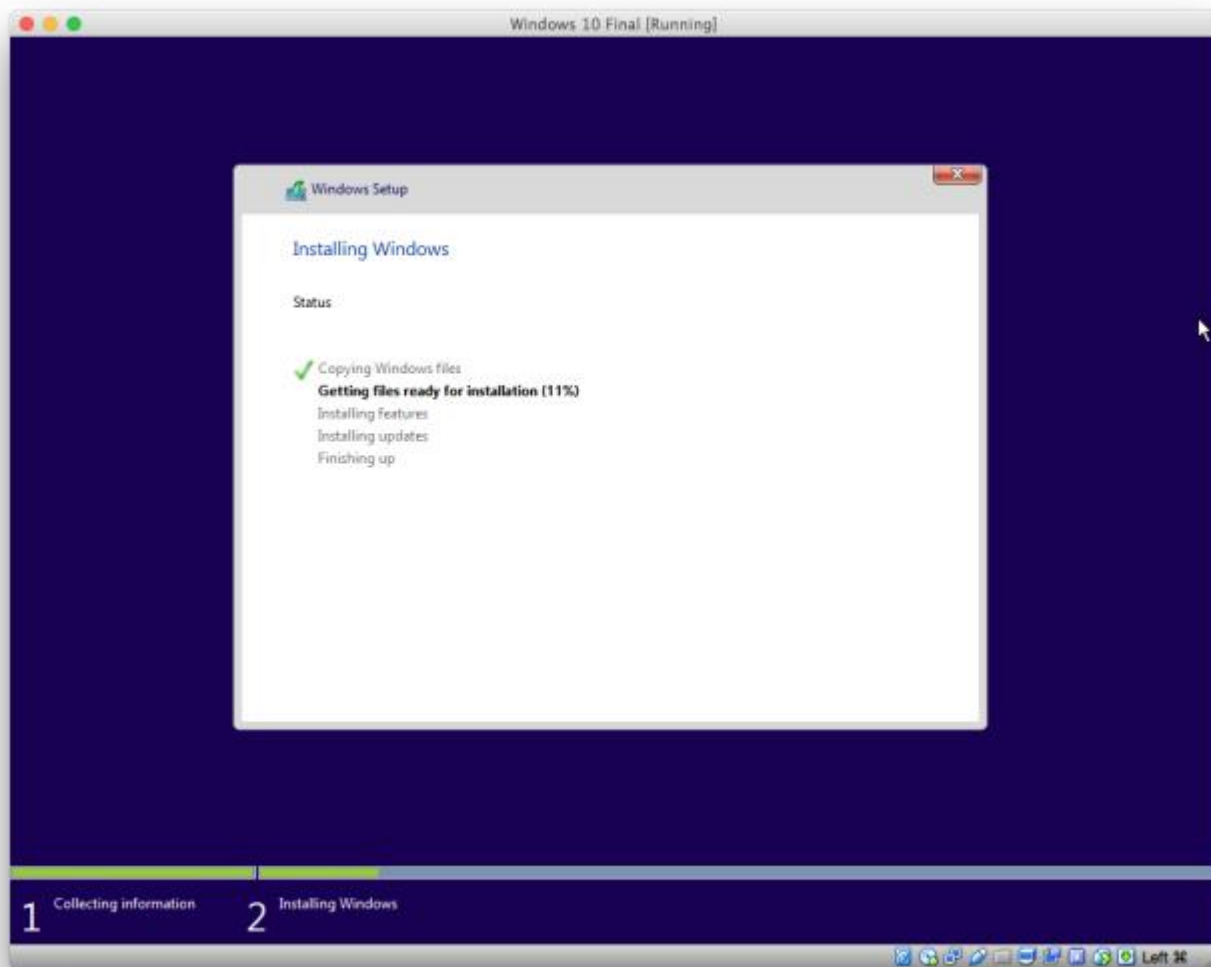 Windows 10 Final [Running]
Windows Setup
Installing Windows
Status
Copying Windows files
Getting files ready for installation (11%)
Installing features
Installing updates
Finishing up
1 Collecting information
2 Installing Windows
Left ⌘